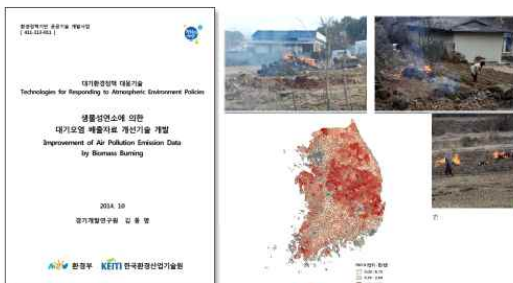 환경정책기반 공공기술 개발사업
[ 411-113-011 ]
대기환경정책 대응기술
Technologies for Responding to Atmospheric Environment Policies
생물성연소에 의한
대기오염 배출자료 개선기술 개발
Improvement of Air Pollution Emission Data
by Biomass Burning
2014. 10
경기개발연구원 김동영
환경부
KEITI 한국환경산업기술원